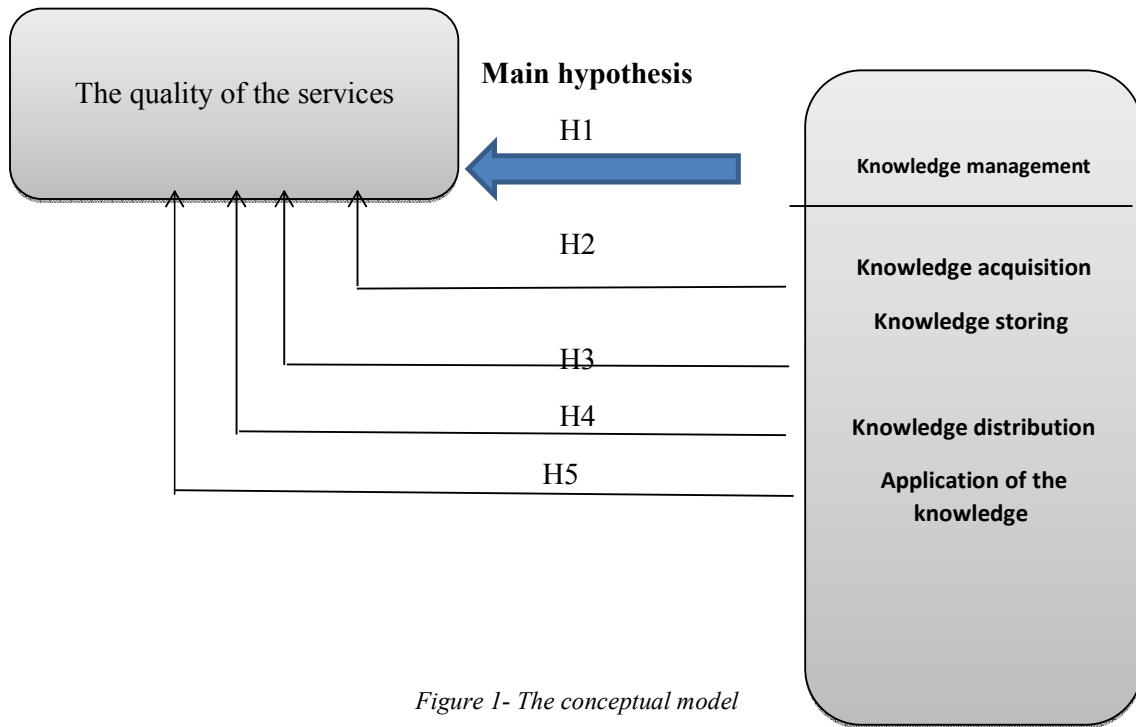 The quality of the services
Main hypothesis
H1
Knowledge management
H2
Knowledge acquisition
Knowledge storing
H3
H4
Knowledge distribution
H5
Application of the
knowledge
Figure 1- The conceptual model